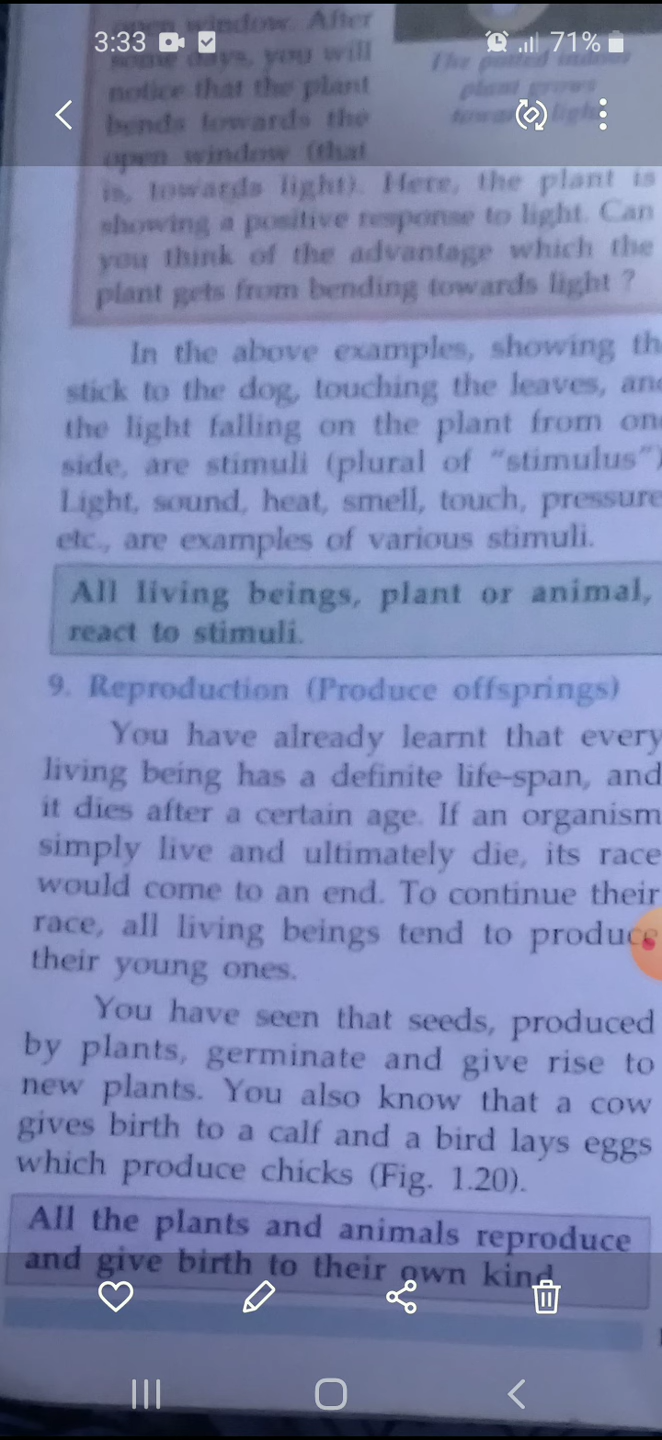 3:33
71%
open window. After
some days, you will
notice that the plant
bends towards the
open window (that
The potted indoor
plant grows
towards light
is, towards light). Here, the plant is
showing a positive response to light. Can
you think of the advantage which the
plant gets from bending towards light ?
In the above examples, showing th
stick to the dog, touching the leaves, and
the light falling on the plant from on
side, are stimuli (plural of "stimulus")
Light, sound, heat, smell, touch, pressure
etc., are examples of various stimuli.
All living beings, plant or animal,
react to stimuli.
9. Reproduction (Produce offsprings)
You have already learnt that every
living being has a definite life-span, and
it dies after a certain age. If an organism
simply live and ultimately die, its race
would come to an end. To continue their
race, all living beings tend to produce
their young ones.
You have seen that seeds, produced
by plants, germinate and give rise to
new plants. You also know that a cow
gives birth to a calf and a bird lays eggs
which produce chicks (Fig. 1.20).
All the plants and animals reproduce
and give birth to their own kind